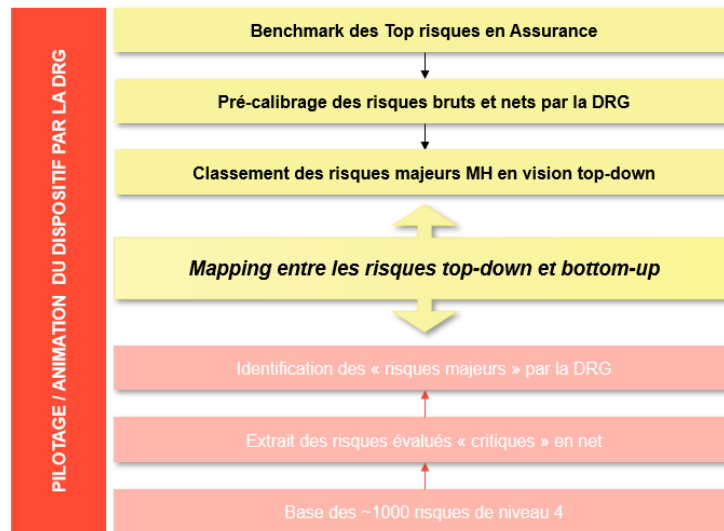 PILOTAGE / ANIMATION DU DISPOSITIF PAR LA DRG
Benchmark des Top risques en Assurance
Pré-calibrage des risques bruts et nets par la DRG
Classement des risques majeurs MH en vision top-down
Mapping entre les risques top-down et bottom-up
Identification des « risques majeurs » par la DRG
Extrait des risques évalués « critiques » en net
Base des ~1000 risques de niveau 4